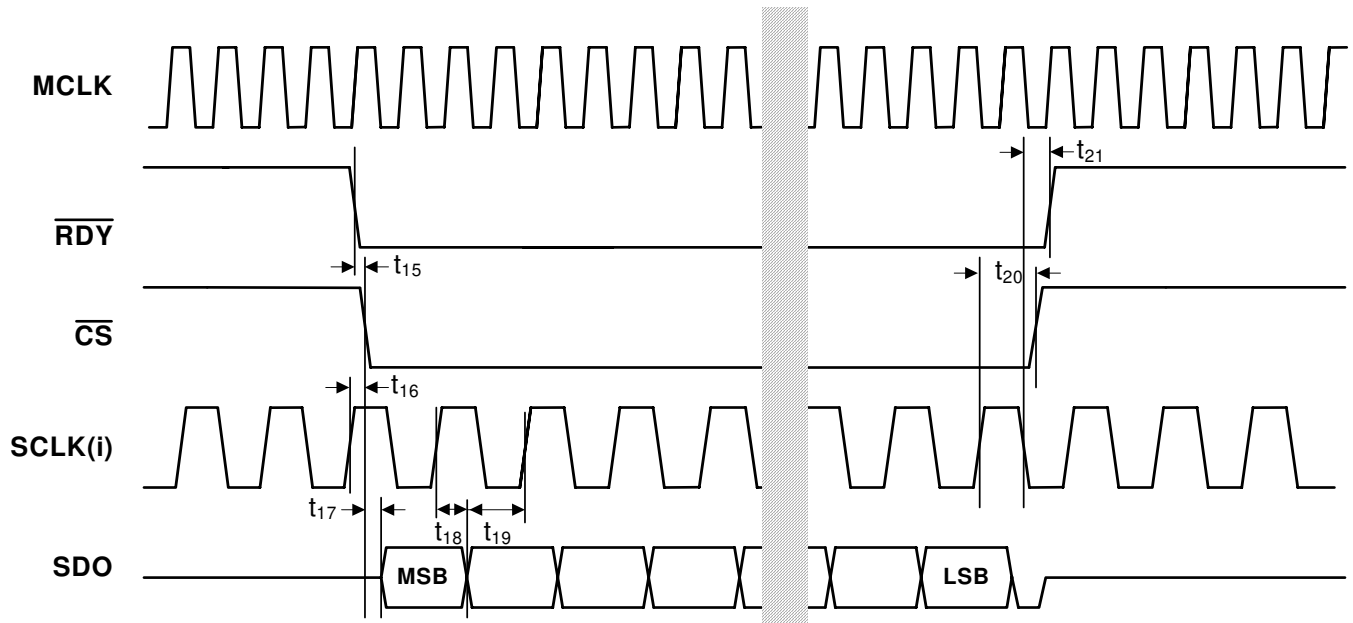 MCLK
t21
RDY
t15
t20
CS
t16
SCLK(i)
t17
t18
t19
SDO
MSB
LSB